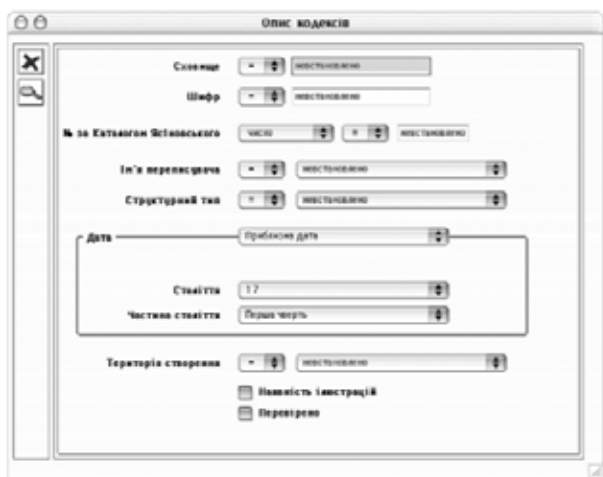 Опис кодексів
Сховище = невстановлено
Шифр = невстановлено
№ за Каталогом Ясіновського число = невстановлено
Ім'я переписувача = невстановлено
Структурний тип = невстановлено
Дата Приблизна дата
Століття 17
Частина століття Перша чверть
Територія створення = невстановлено
Наявність ілюстрацій
Перевірено